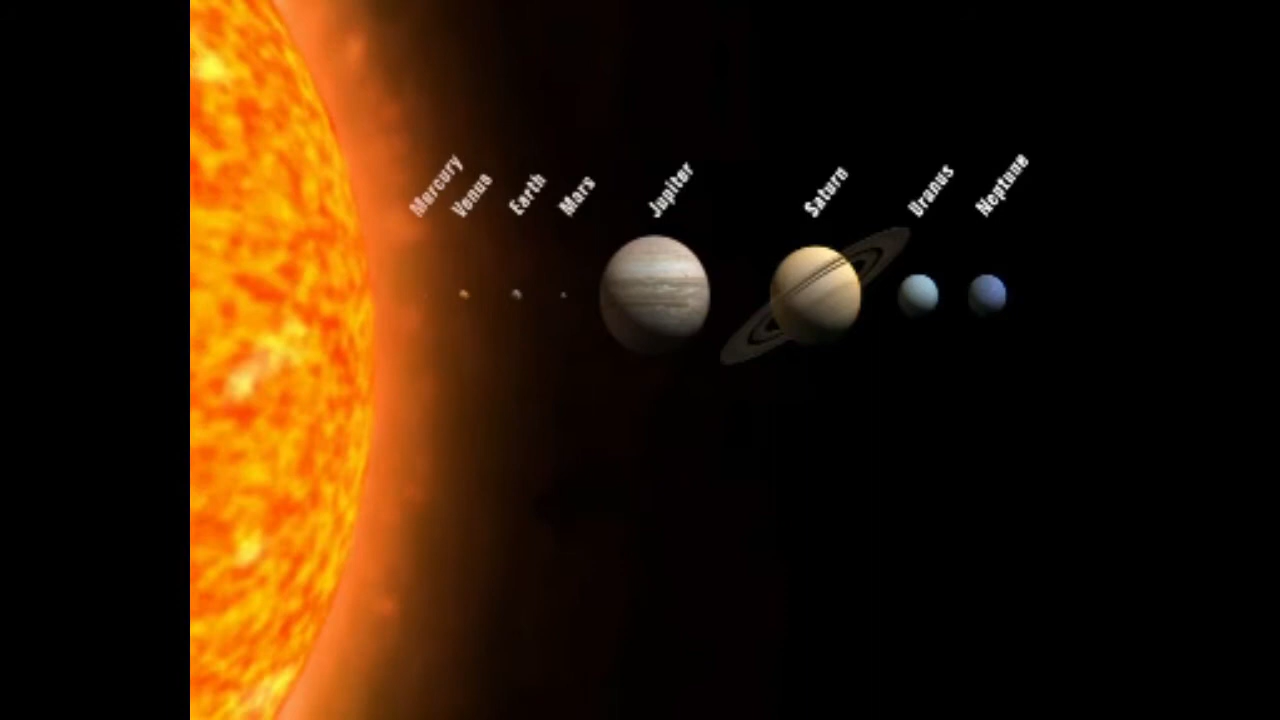 Mercury
Venus
Earth
Mars
Jupiter
Saturn
Uranus
Neptune